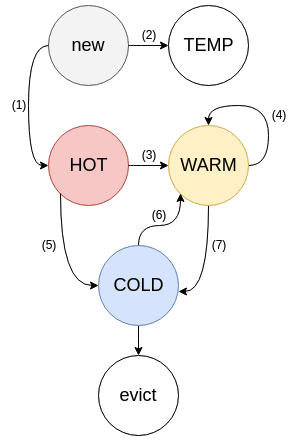 new
(2)
TEMP
(1)
(4)
HOT
(3)
WARM
(6)
(5)
(7)
COLD
evict